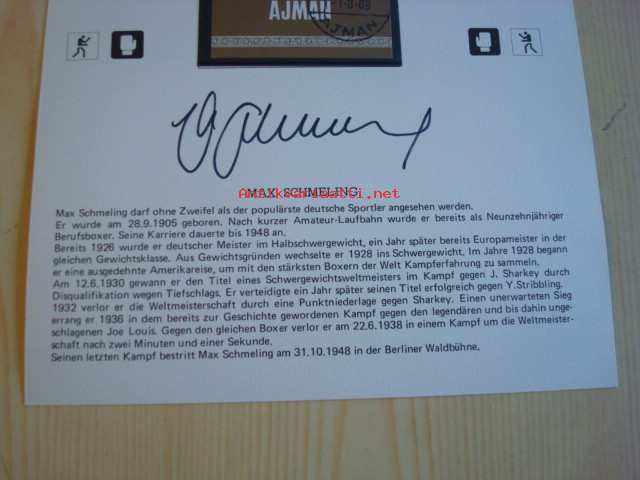 AJMAN
AJMAN
MAX SCHMELING
Antikvariaatti.net
Max Schmeling darf ohne Zweifel als der populärste deutsche Sportler angesehen werden.
Er wurde am 28.9.1905 geboren. Nach kurzer Amateur-Laufbahn wurde er bereits als Neunzehnjähriger
Berufsboxer. Seine Karriere dauerte bis 1948 an.
Bereits 1926 wurde er deutscher Meister im Halbschwergewicht, ein Jahr später bereits Europameister in der
gleichen Gewichtsklasse. Aus Gewichtsgründen wechselte er 1928 ins Schwergewicht. Im Jahre 1928 begann
er eine ausgedehnte Amerikareise, um mit den stärksten Boxern der Welt Kampferfahrung zu sammeln.
Am 12.6.1930 gewann er den Titel eines Schwergewichtsweltmeisters im Kampf gegen J. Sharkey durch
Disqualifikation wegen Tiefschlags. Er verteidigte ein Jahr später seinen Titel erfolgreich gegen Y.Stribbling.
1932 verlor er die Weltmeisterschaft durch eine Punktniederlage gegen Sharkey. Einen unerwarteten Sieg
errang er 1936 in dem bereits zur Geschichte gewordenen Kampf gegen den legendären und bis dahin unge-
schlagenen Joe Louis. Gegen den gleichen Boxer verlor er am 22.6.1938 in einem Kampf um die Weltmeister-
schaft nach zwei Minuten und einer Sekunde.
Seinen letzten Kampf bestritt Max Schmeling am 31.10.1948 in der Berliner Waldbühne.